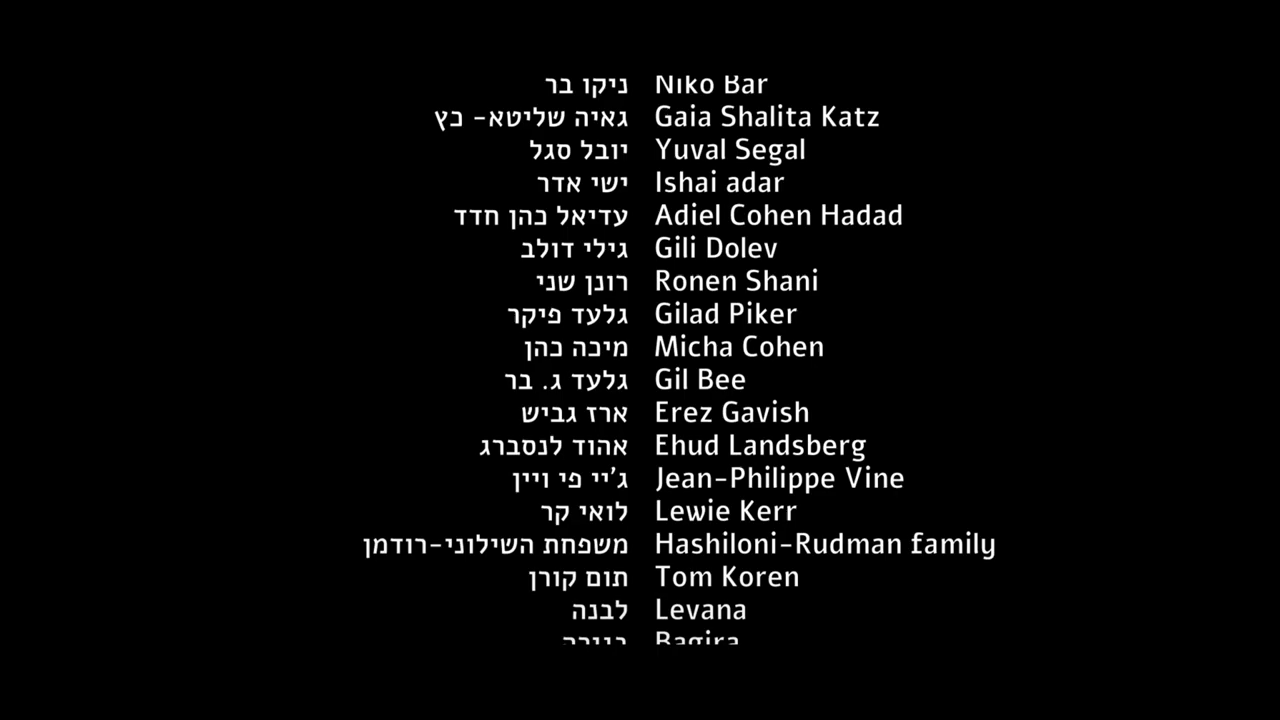 ניקו בר Niko Bar
גאיה שליטא- כץ Gaia Shalita Katz
יובל סגל Yuval Segal
ישי אדר Ishai adar
עדיאל כהן חדד Adiel Cohen Hadad
גילי דולב Gili Dolev
רונן שני Ronen Shani
גלעד פיקר Gilad Piker
מיכה כהן Micha Cohen
גלעד ג. בר Gil Bee
ארז גביש Erez Gavish
אהוד לנסברג Ehud Landsberg
ג'יי פי ויין Jean-Philippe Vine
לואי קר Lewie Kerr
משפחת השילוני-רודמן Hashiloni-Rudman family
תום קורן Tom Koren
לבנה Levana
בגירה Bagira